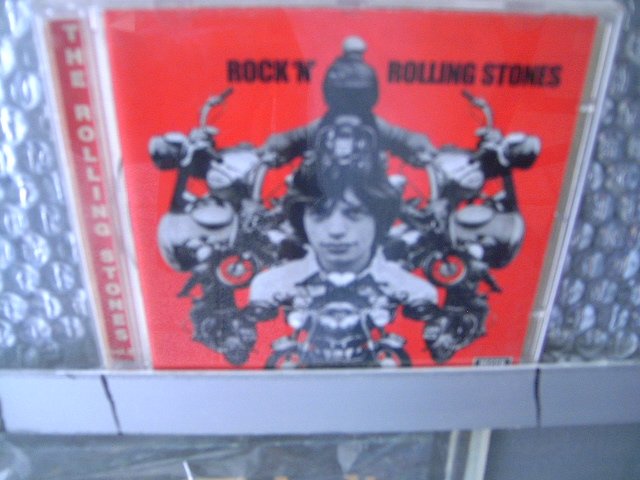 ROCK 'N' ROLLING STONES
THE ROLLING STONES